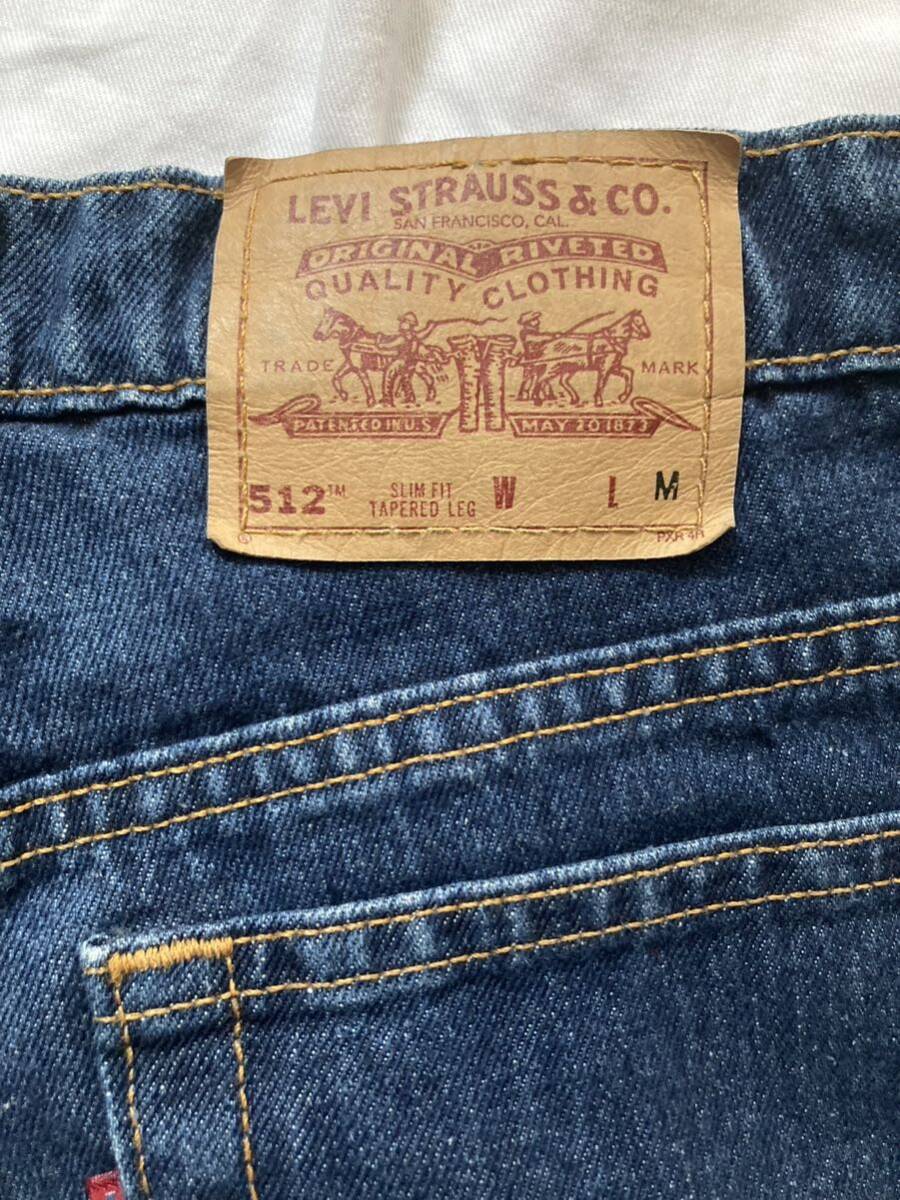 LEVI STRAUSS & CO.
SAN FRANCISCO, CAL.
ORIGINAL RIVETED
QUALITY CLOTHING
TRADE MARK
PATENTED IN U.S. MAY 20 1873
512™ SLIM FIT W L M
TAPERED LEG